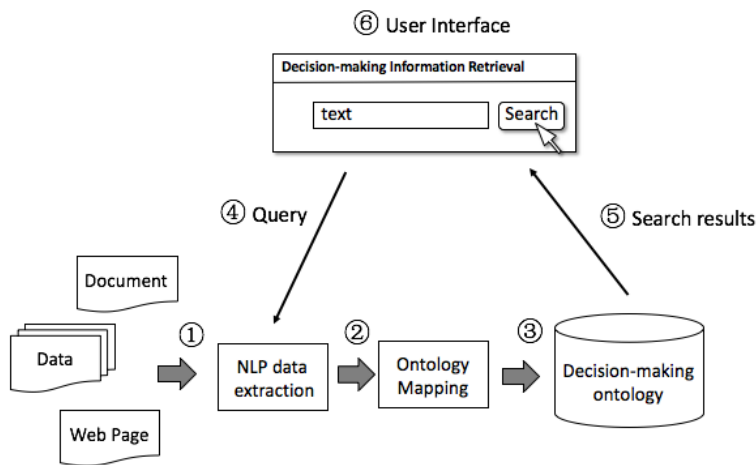 ⑥ User Interface
Decision-making Information Retrieval
text
Search
④ Query
⑤ Search results
Document
Data
Web Page
①
NLP data
extraction
②
Ontology
Mapping
③
Decision-making
ontology